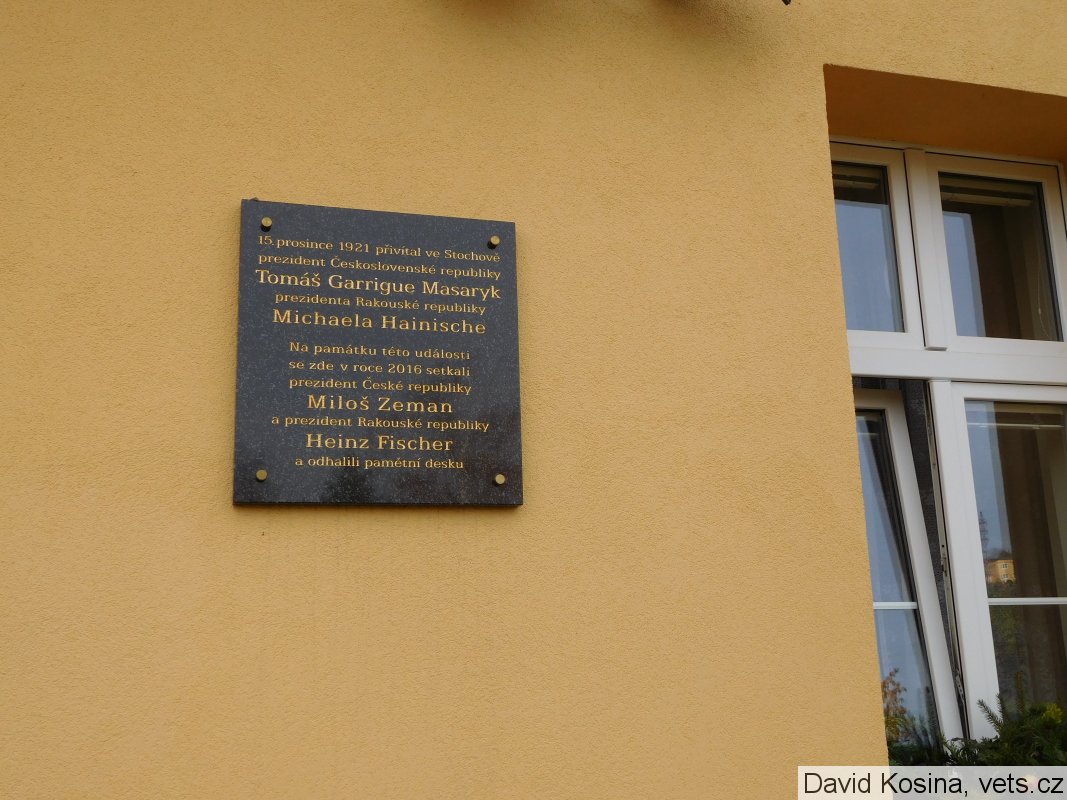 15.prosince 1921 přivítal ve Stochově
prezident Československé republiky
Tomáš Garrigue Masaryk
prezidenta Rakouské republiky
Michaela Hainische
Na památku této události
se zde v roce 2016 setkali
prezident České republiky
Miloš Zeman
a prezident Rakouské republiky
Heinz Fischer
a odhalili pamětní desku
David Kosina, vets.cz